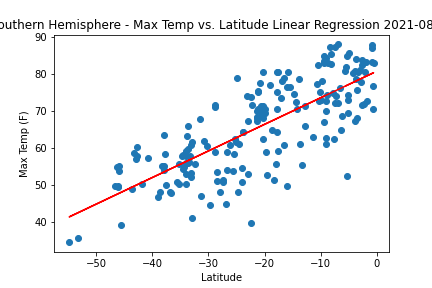 outhern Hemisphere - Max Temp vs. Latitude Linear Regression 2021-08
90
80
70
60
50
40
Max Temp (F)
−50 −40 −30 −20 −10 0
Latitude